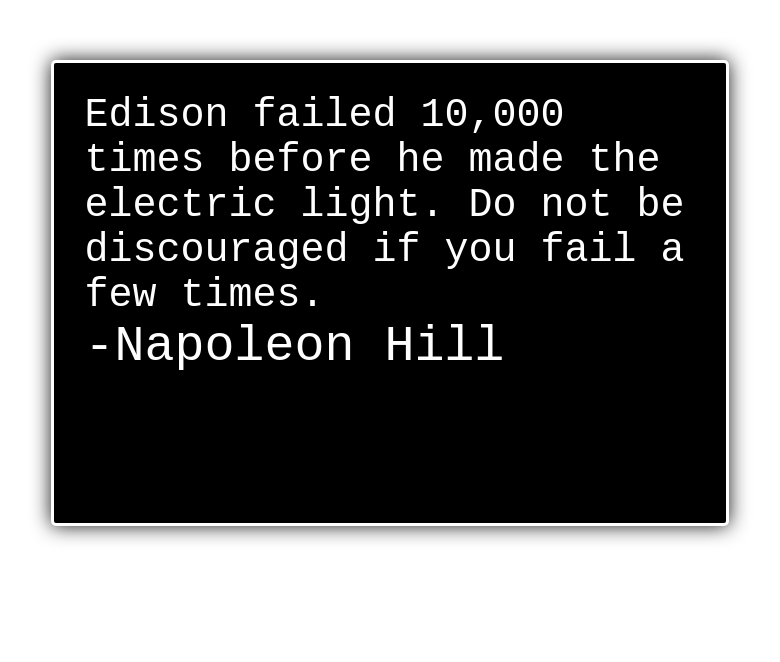 Edison failed 10,000
times before he made the
electric light. Do not be
discouraged if you fail a
few times.
-Napoleon Hill